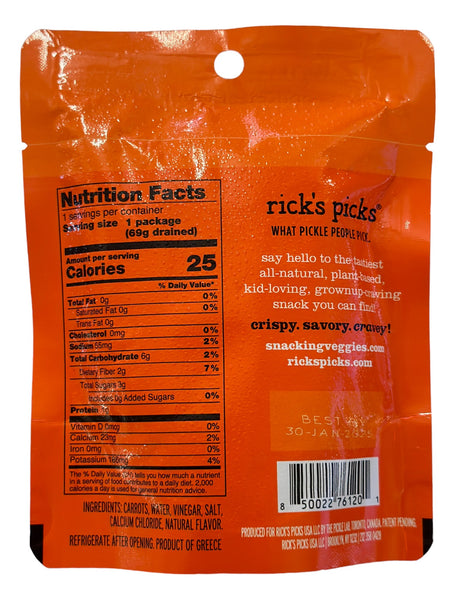 Nutrition Facts
1 servings per container
Serving size 1 package
(69g drained)
Amount per serving
Calories 25
% Daily Value*
Total Fat 0g 0%
Saturated Fat 0g 0%
Trans Fat 0g
Cholesterol 0mg 0%
Sodium 55mg 2%
Total Carbohydrate 6g 2%
Dietary Fiber 2g 7%
Total Sugars 3g
Includes 0g Added Sugars 0%
Protein
Vitamin D 0mcg 0%
Calcium 23mg 2%
Iron 0mg 0%
Potassium 4%
The % Daily Value tells you how much a nutrient
in a serving of food contributes to a daily diet. 2,000
calories a day is used for general nutrition advice.
INGREDIENTS: CARROTS, WATER, VINEGAR, SALT,
CALCIUM CHLORIDE, NATURAL FLAVOR.
REFRIGERATE AFTER OPENING. PRODUCT OF GREECE
rick's picks®
WHAT PICKLE PEOPLE PICK.
say hello to the tastiest
all-natural, plant-based,
kid-loving, grownup-craving
snack you can find!
crispy. savory. cravey!
snackingveggies.com
rickspicks.com
BEST BY
30-JAN-2025
8 50022 76120 1
PRODUCED FOR RICK'S PICKS USA LLC BY THE PICKLE LAB, TORONTO, CANADA. PATENT PENDING.
RICK'S PICKS USA LLC | BROOKLYN, NY 11232 | 212 358 0428